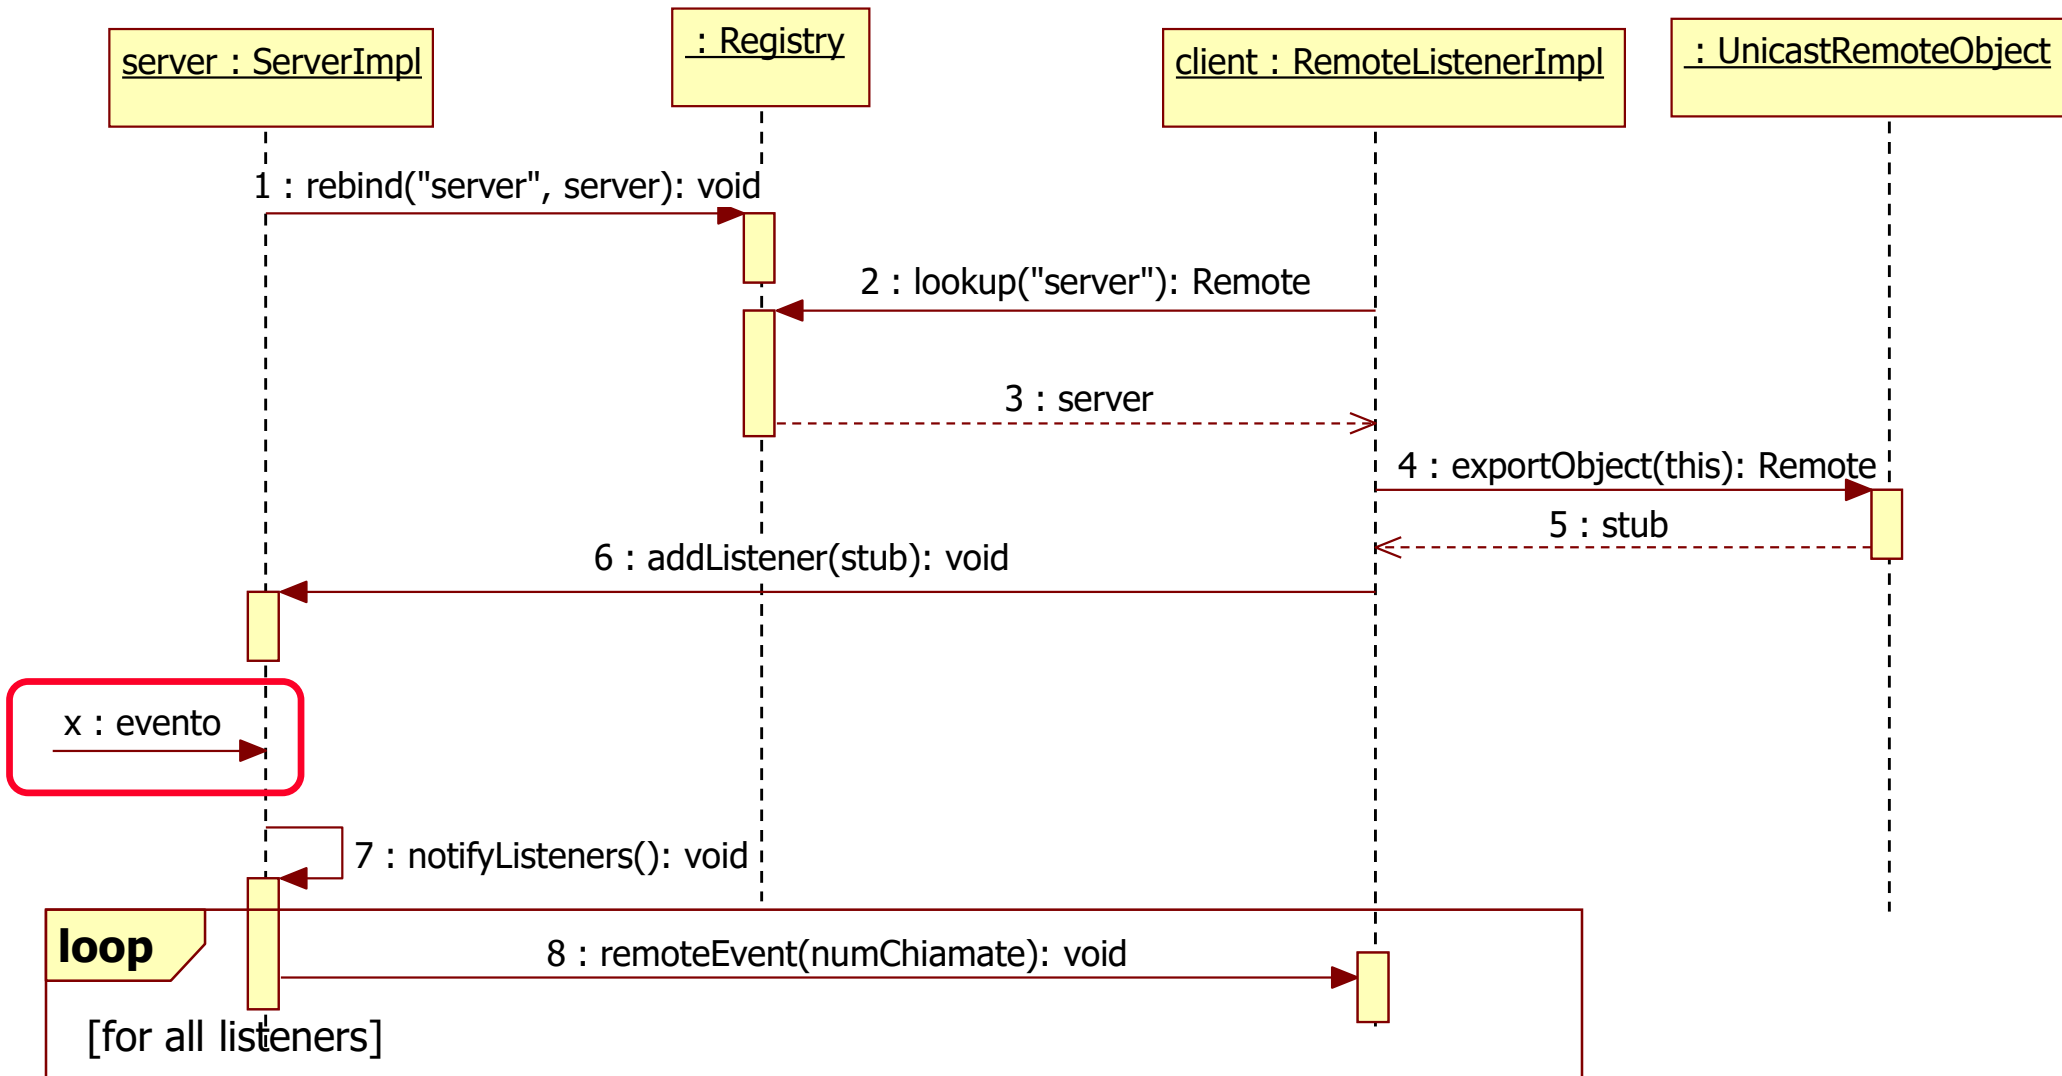 server : ServerImpl
: Registry
client : RemoteListenerImpl
: UnicastRemoteObject
1 : rebind("server", server): void
2 : lookup("server"): Remote
3 : server
4 : exportObject(this): Remote
5 : stub
6 : addListener(stub): void
x : evento
7 : notifyListeners(): void
loop
8 : remoteEvent(numChiamate): void
[for all listeners]